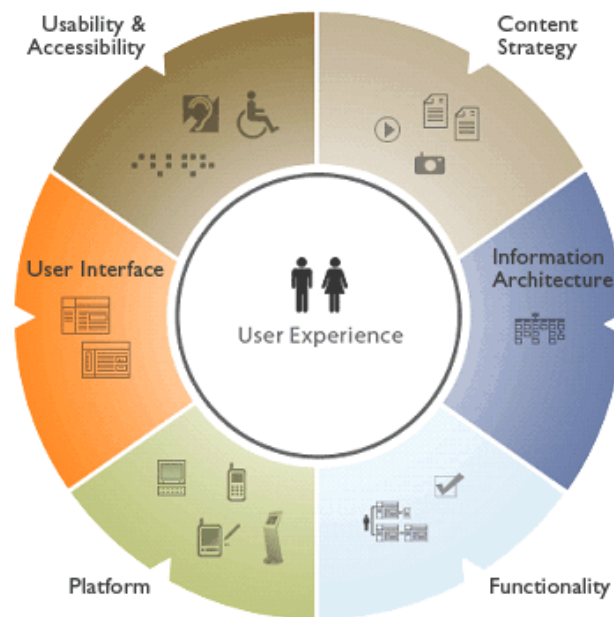 Usability &
Accessibility
Content
Strategy
User Interface
Information
Architecture
User Experience
Platform
Functionality